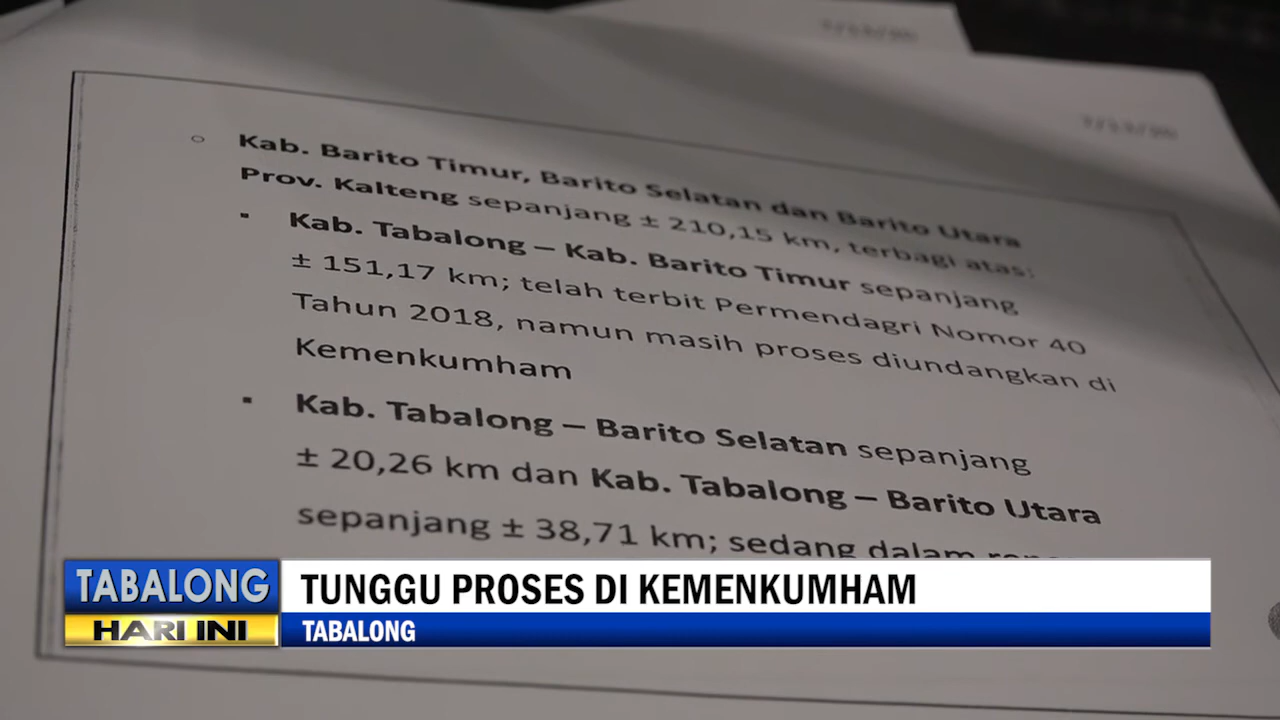 Kab. Barito Timur, Barito Selatan dan Barito Utara
Prov. Kalteng sepanjang ± 210,15 km, terbagi atas:
Kab. Tabalong – Kab. Barito Timur sepanjang
± 151,17 km; telah terbit Permendagri Nomor 40
Tahun 2018, namun masih proses diundangkan di
Kemenkumham
Kab. Tabalong – Barito Selatan sepanjang
± 20,26 km dan Kab. Tabalong – Barito Utara
sepanjang ± 38,71 km; sedang dalam
TABALONG
HARI INI
TUNGGU PROSES DI KEMENKUMHAM
TABALONG